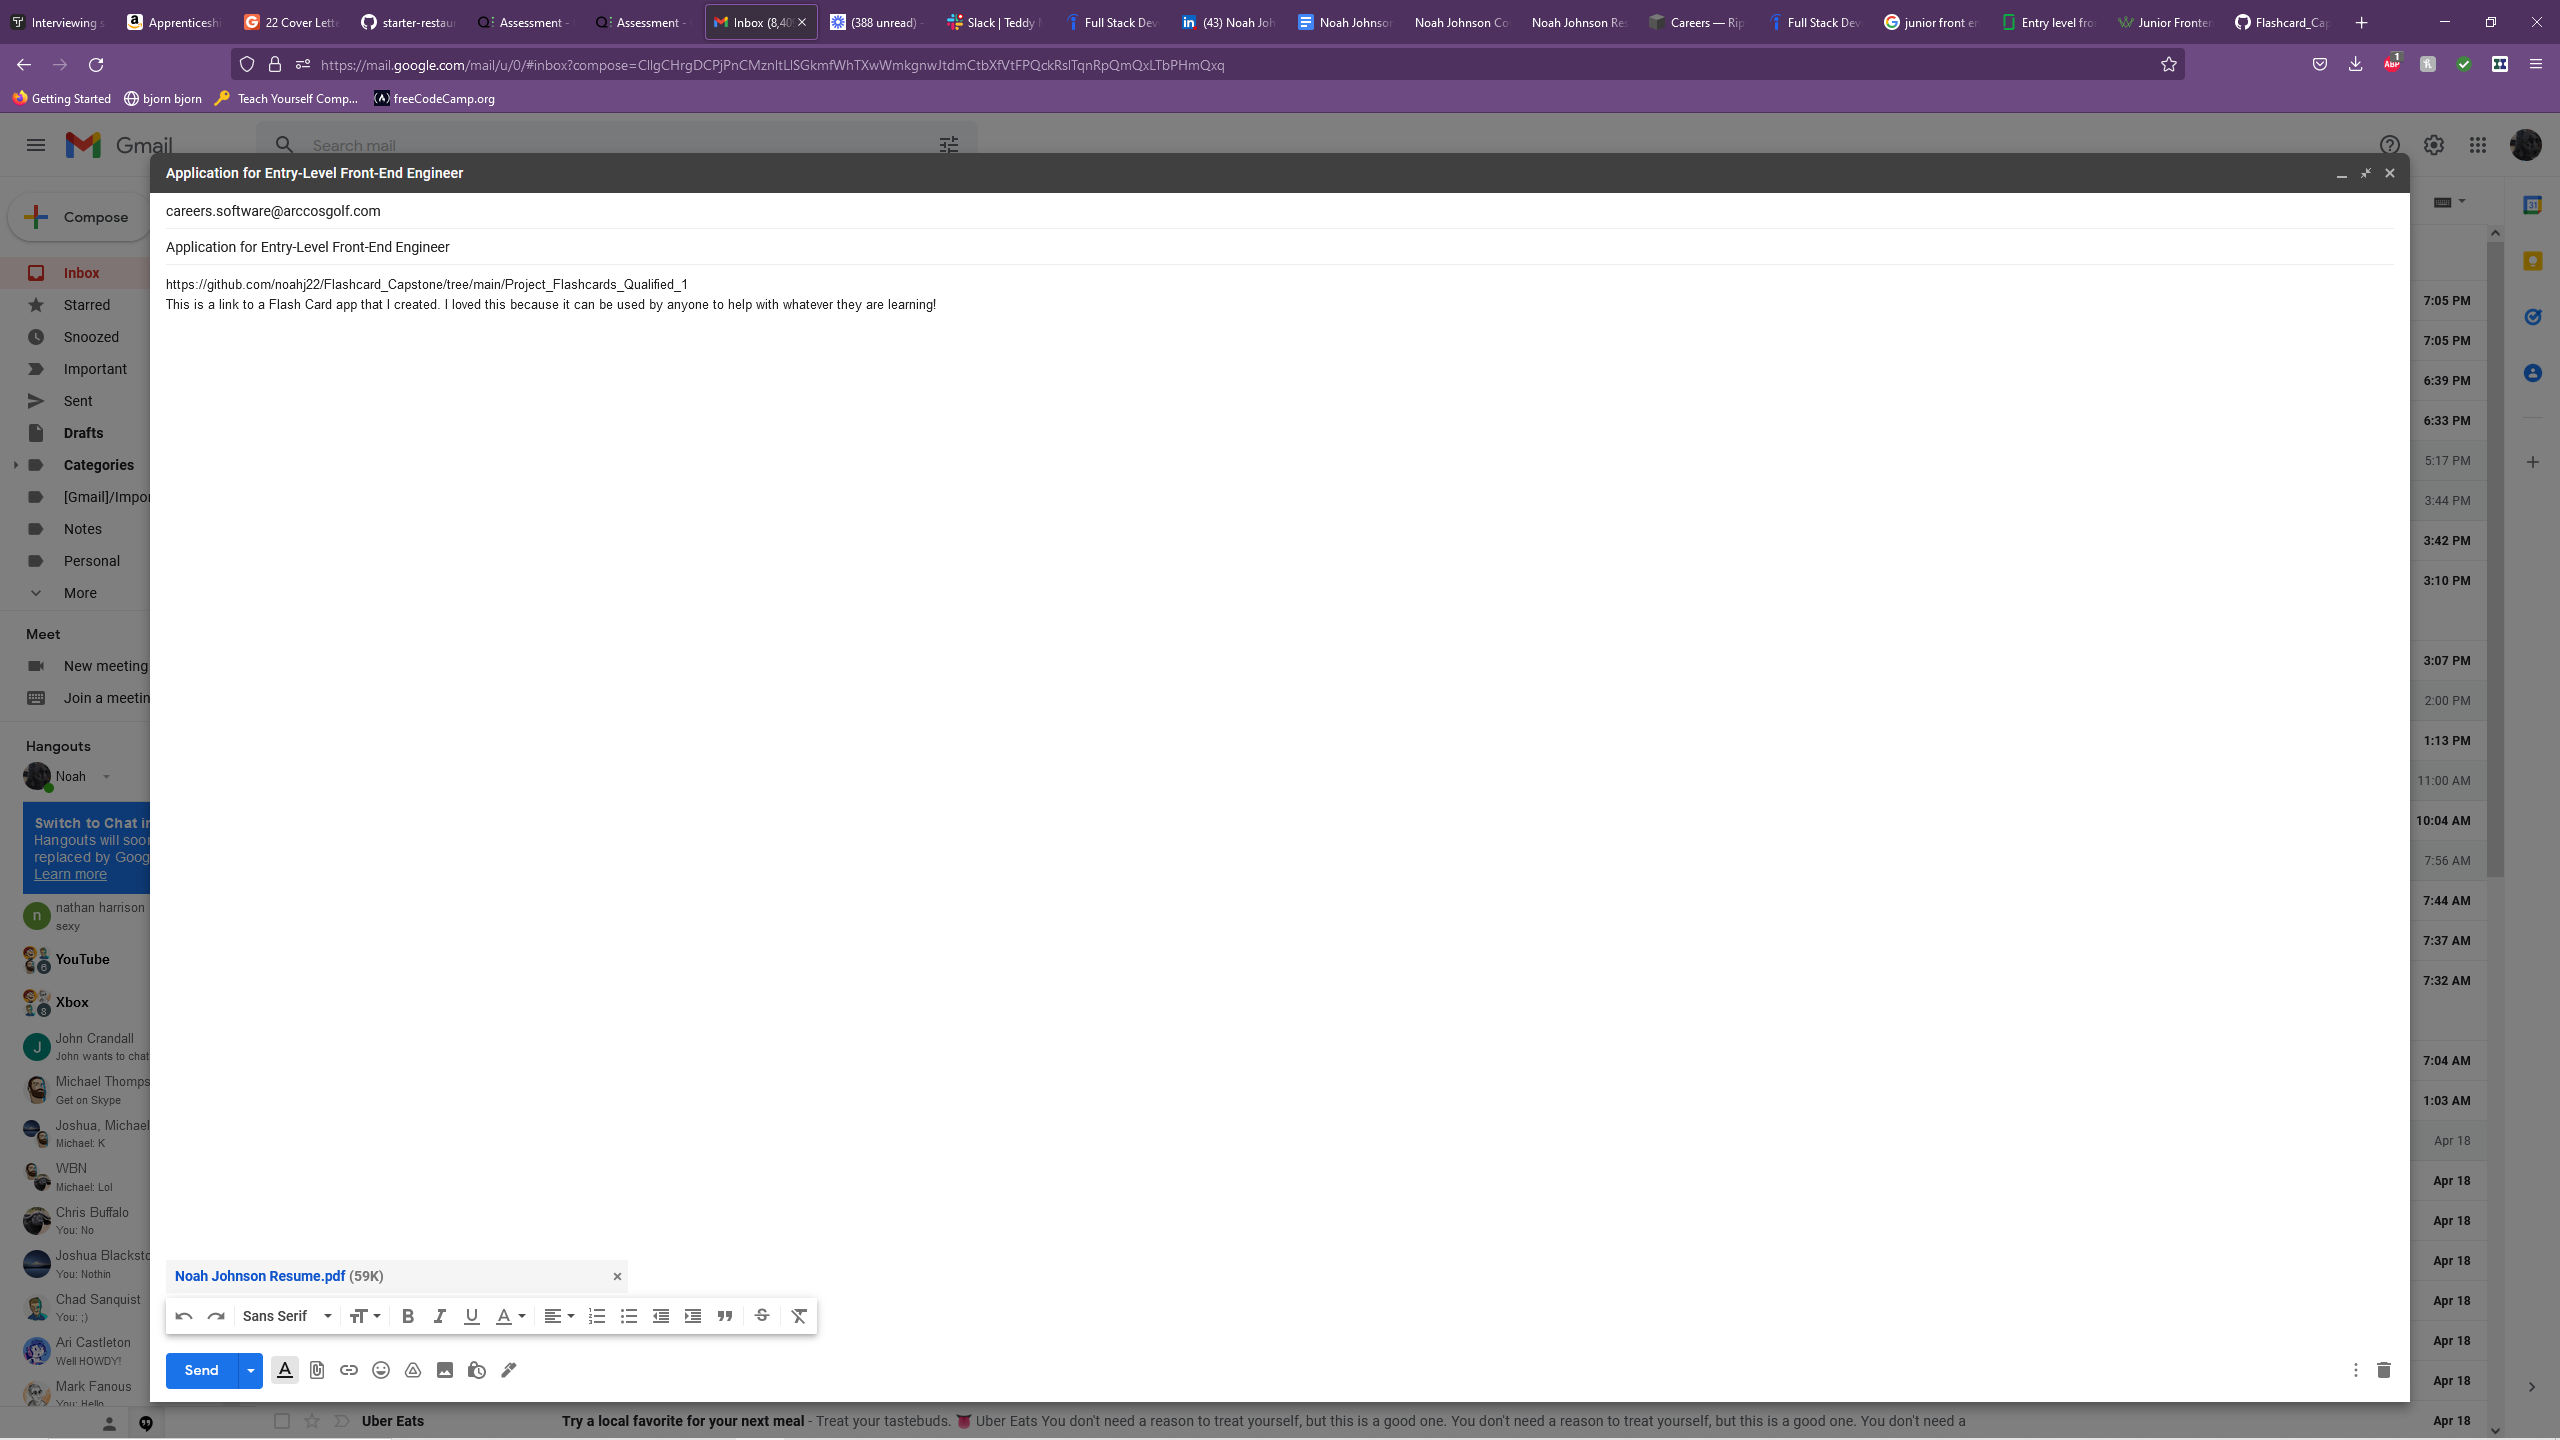 Interviewing s
Apprenticeshi
22 Cover Lette
starter-restau
Assessment -
Assessment -
Inbox (8,40
(388 unread) -
Slack | Teddy
Full Stack Dev
(43) Noah Joh
Noah Johnson
Noah Johnson Co
Noah Johnson Res
Careers — Rip
Full Stack Dev
junior front en
Entry level fro
Junior Fronten
Flashcard_Cap
https://mail.google.com/mail/u/0/#inbox?compose=CllgCHrgDCPjPnCMznltLlSGkmfWhTXwWmkgnwJtdmCtbXfVtFPQckRslTqnRpQmQxLTbPHmQxq
ABP
1
Getting Started
bjorn bjorn
Teach Yourself Comp...
freeCodeCamp.org
Gmail
Search mail
Compose
Inbox
Starred
Snoozed
Important
Sent
Drafts
Categories
[Gmail]/Impor
Notes
Personal
More
Meet
New meeting
Join a meetin
Hangouts
Noah
Switch to Chat in
Hangouts will soon
replaced by Goog
Learn more
n
nathan harrison
sexy
6
YouTube
8
Xbox
J
John Crandall
John wants to chat
Michael Thomps
Get on Skype
Joshua, Michael
Michael: K
WBN
Michael: Lol
Chris Buffalo
You: No
Joshua Blacksto
You: Nothin
Chad Sanquist
You: ;)
Ari Castleton
Well HOWDY!
Mark Fanous
You: Hello
Application for Entry-Level Front-End Engineer
careers.software@arccosgolf.com
Application for Entry-Level Front-End Engineer
https://github.com/noahj22/Flashcard_Capstone/tree/main/Project_Flashcards_Qualified_1
This is a link to a Flash Card app that I created. I loved this because it can be used by anyone to help with whatever they are learning!
Noah Johnson Resume.pdf (59K)
Sans Serif
Send
7:05 PM
7:05 PM
6:39 PM
6:33 PM
5:17 PM
3:44 PM
3:42 PM
3:10 PM
3:07 PM
2:00 PM
1:13 PM
11:00 AM
10:04 AM
7:56 AM
7:44 AM
7:37 AM
7:32 AM
7:04 AM
1:03 AM
Apr 18
Apr 18
Apr 18
Apr 18
Apr 18
Apr 18
Apr 18
31
Uber Eats
Try a local favorite for your next meal - Treat your tastebuds. 👅 Uber Eats You don't need a reason to treat yourself, but this is a good one. You don't need a reason to treat yourself, but this is a good one. You don't need a
Apr 18